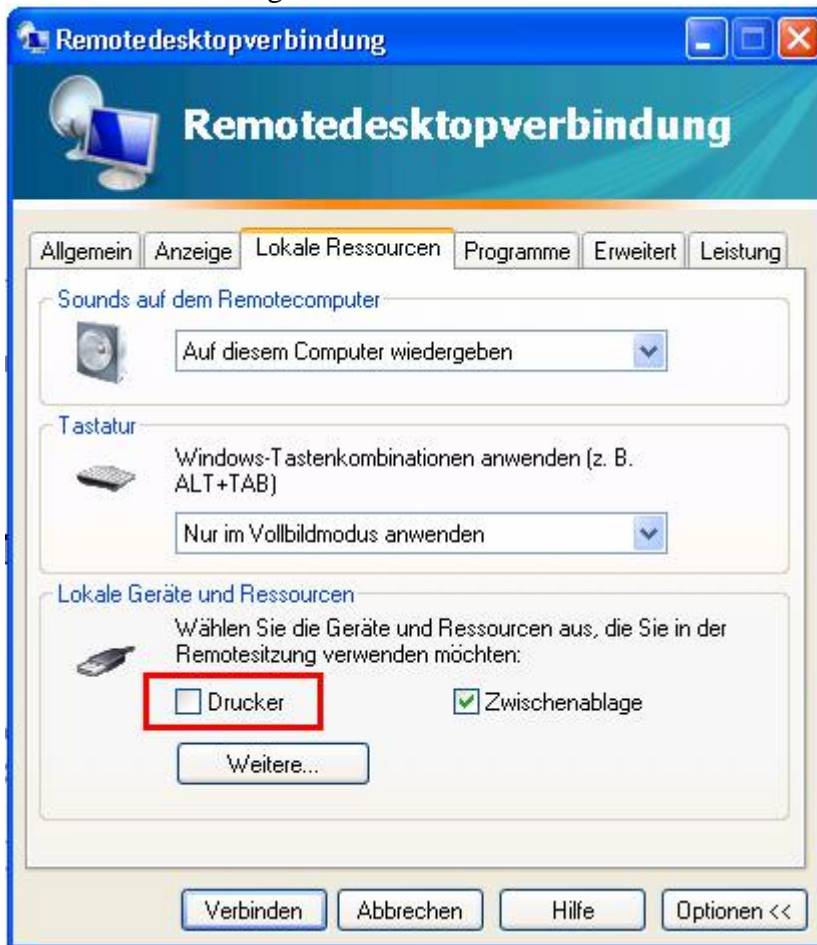 Remotedesktopverbindung
Remotedesktopverbindung
Allgemein Anzeige Lokale Ressourcen Programme Erweitert Leistung
Sounds auf dem Remotecomputer
Auf diesem Computer wiedergeben
Tastatur
Windows-Tastenkombinationen anwenden (z. B.
ALT+TAB)
Nur im Vollbildmodus anwenden
Lokale Geräte und Ressourcen
Wählen Sie die Geräte und Ressourcen aus, die Sie in der
Remotesitzung verwenden möchten:
Drucker Zwischenablage
Weitere...
Verbinden Abbrechen Hilfe Optionen <<